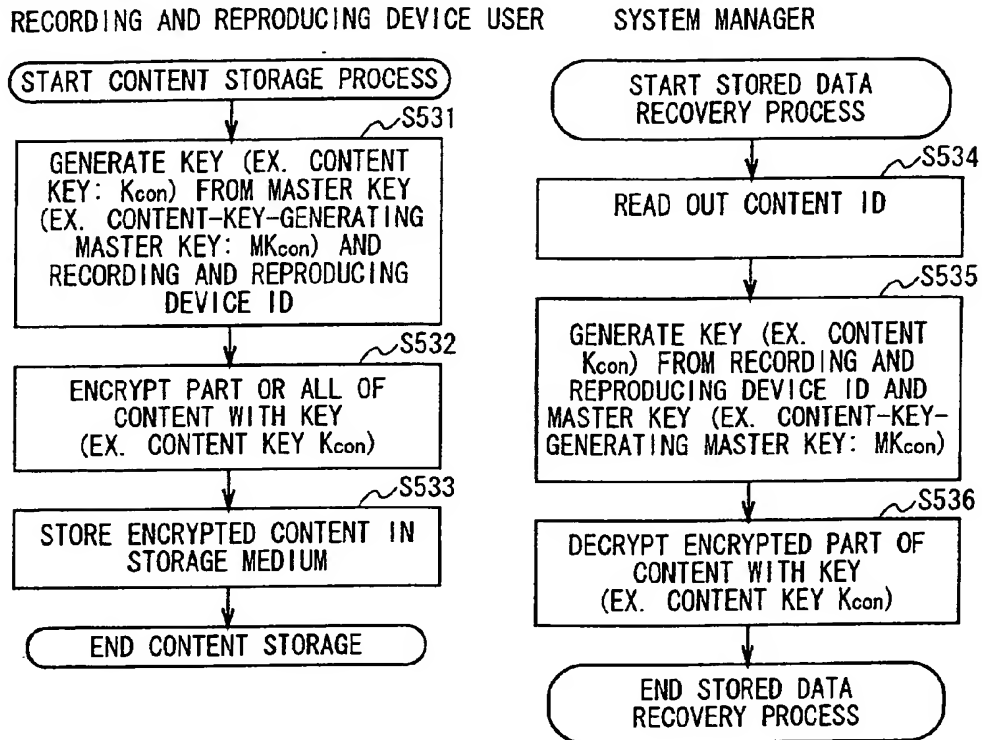 RECORDING AND REPRODUCING DEVICE USER
START CONTENT STORAGE PROCESS
S531
GENERATE KEY (EX. CONTENT
KEY: Kcon) FROM MASTER KEY
(EX. CONTENT-KEY-GENERATING
MASTER KEY: MKcon) AND
RECORDING AND REPRODUCING
DEVICE ID
S532
ENCRYPT PART OR ALL OF
CONTENT WITH KEY
(EX. CONTENT KEY Kcon)
S533
STORE ENCRYPTED CONTENT IN
STORAGE MEDIUM
END CONTENT STORAGE
SYSTEM MANAGER
START STORED DATA
RECOVERY PROCESS
S534
READ OUT CONTENT ID
S535
GENERATE KEY (EX. CONTENT
Kcon) FROM RECORDING AND
REPRODUCING DEVICE ID AND
MASTER KEY (EX. CONTENT-KEY-
GENERATING MASTER KEY: MKcon)
S536
DECRYPT ENCRYPTED PART OF
CONTENT WITH KEY
(EX. CONTENT KEY Kcon)
END STORED DATA
RECOVERY PROCESS